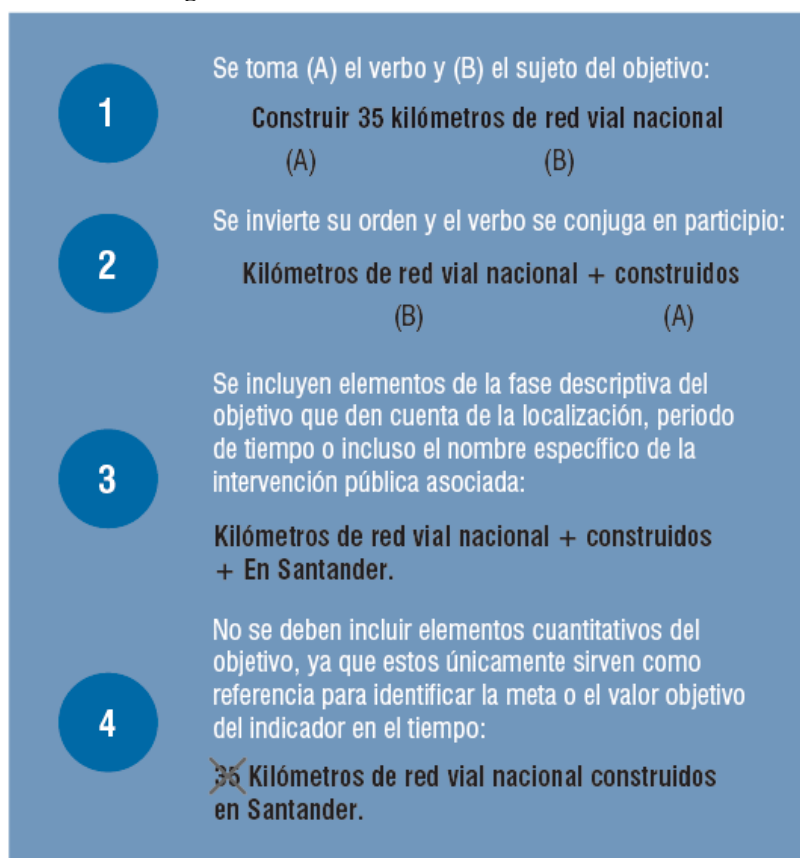 1
Se toma (A) el verbo y (B) el sujeto del objetivo:
Construir 35 kilómetros de red vial nacional
(A) (B)
2
Se invierte su orden y el verbo se conjuga en participio:
Kilómetros de red vial nacional + construidos
(B) (A)
3
Se incluyen elementos de la fase descriptiva del
objetivo que den cuenta de la localización, periodo
de tiempo o incluso el nombre específico de la
intervención pública asociada:
Kilómetros de red vial nacional + construidos
+ En Santander.
4
No se deben incluir elementos cuantitativos del
objetivo, ya que estos únicamente sirven como
referencia para identificar la meta o el valor objetivo
del indicador en el tiempo:
35 Kilómetros de red vial nacional construidos
en Santander.